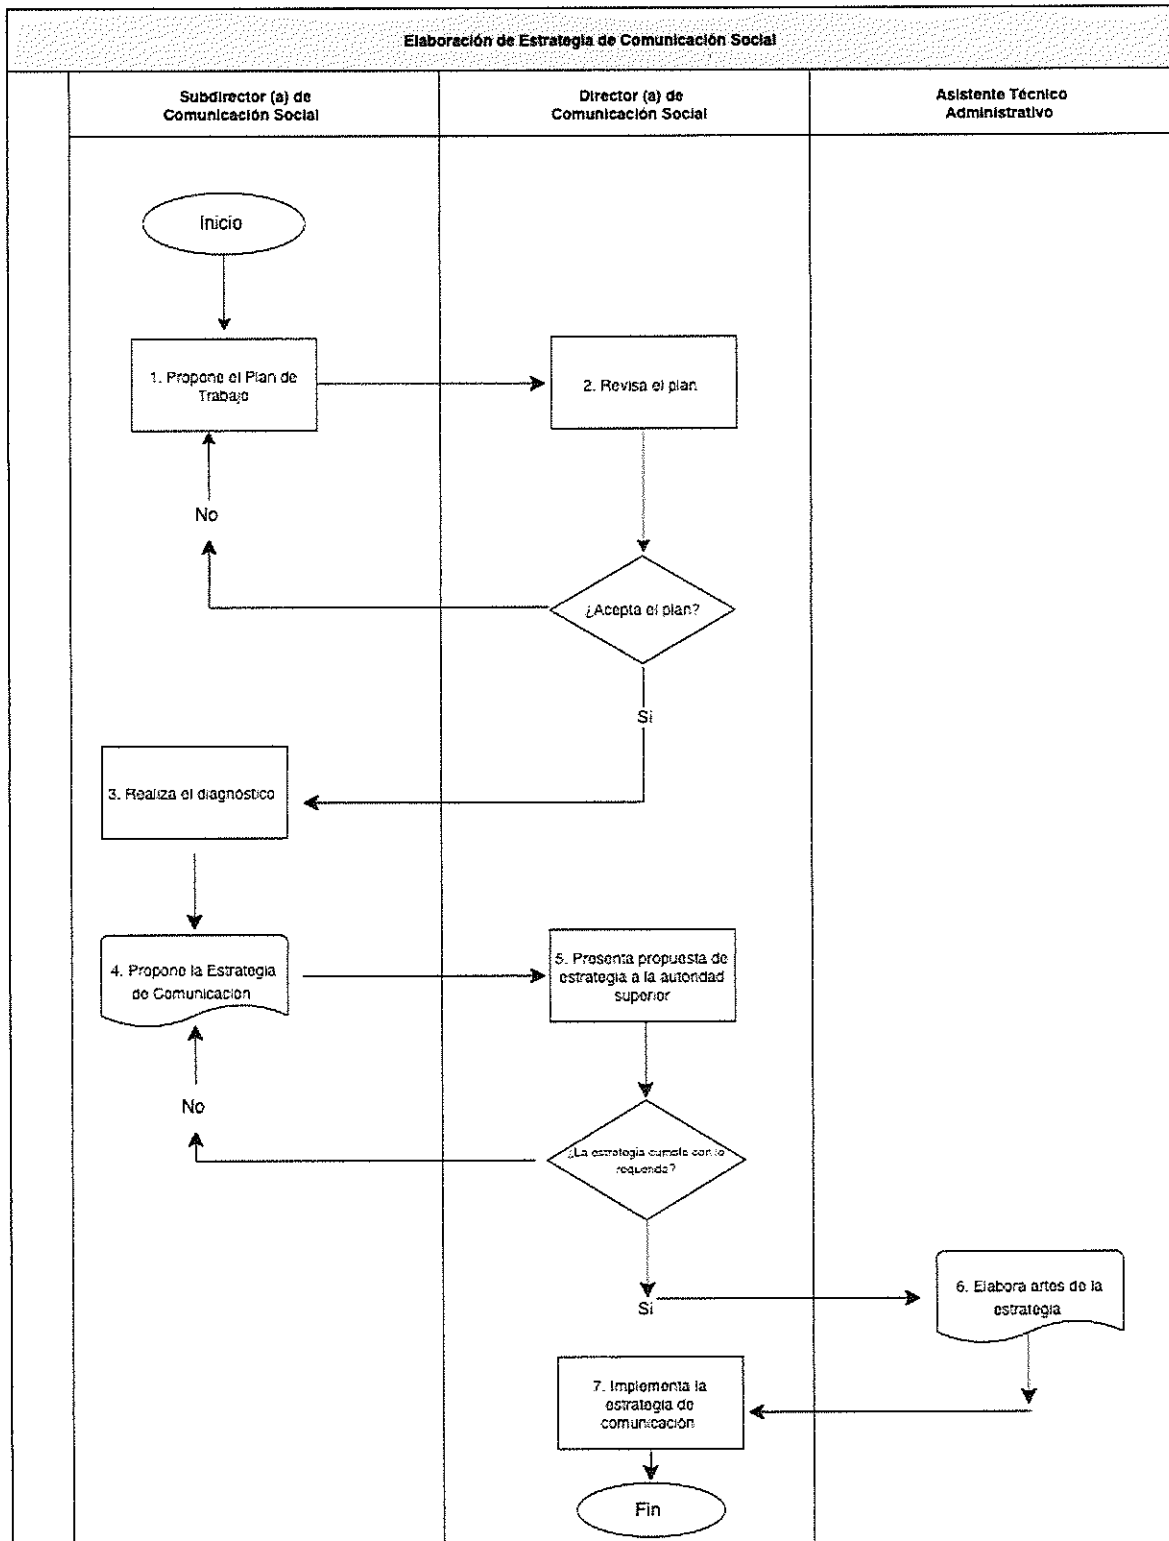 Elaboración de Estrategia de Comunicación Social
Subdirector (a) de
Comunicación Social
Director (a) de
Comunicación Social
Asistente Técnico
Administrativo
Inicio
1. Propone el Plan de
Trabajo
2. Revisa el plan
No
¿Acepta el plan?
Si
3. Realiza el diagnóstico
4. Propone la Estrategia
de Comunicación
5. Presenta propuesta de
estrategia a la autoridad
superior
No
¿La estrategia cumple con lo
requerido?
Si
6. Elabora artes de la
estrategia
7. Implementa la
estrategia de
comunicación
Fin